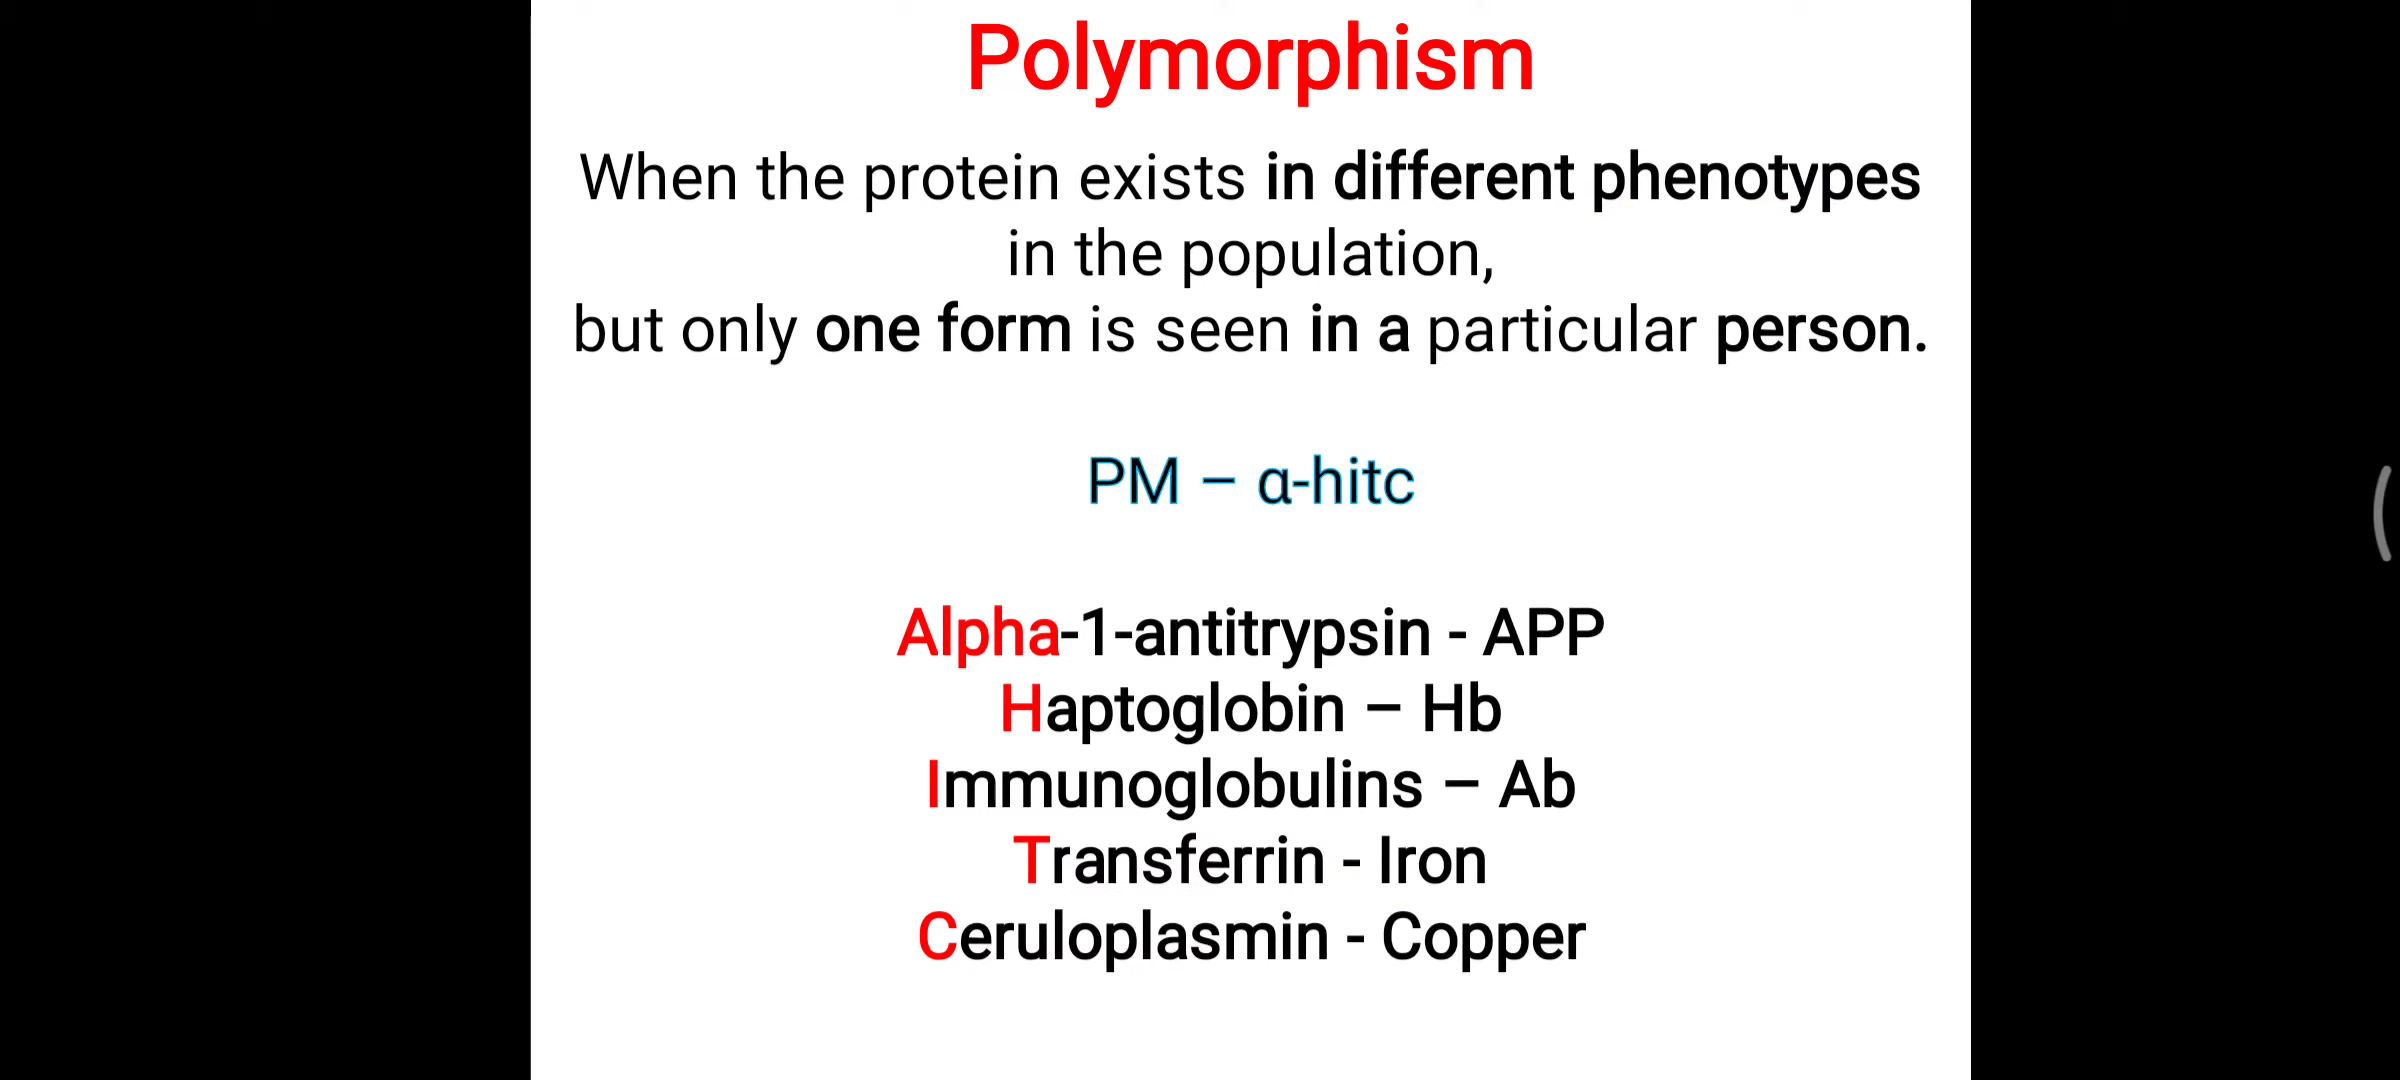 Polymorphism
When the protein exists in different phenotypes
in the population,
but only one form is seen in a particular person.
PM – α-hitc
Alpha-1-antitrypsin - APP
Haptoglobin – Hb
Immunoglobulins – Ab
Transferrin - Iron
Ceruloplasmin - Copper